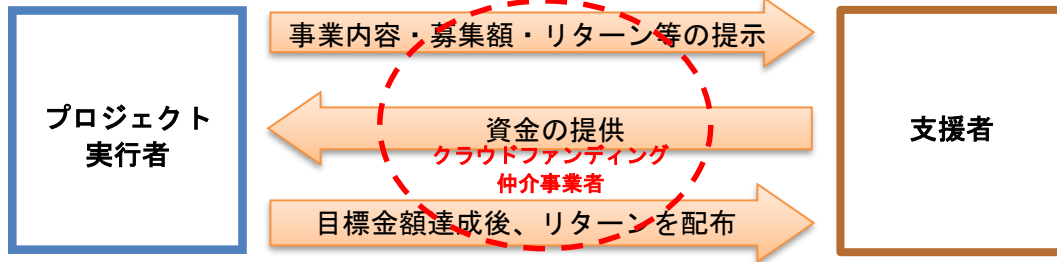 事業内容・募集額・リターン等の提示
プロジェクト
実行者
資金の提供
支援者
クラウドファンディング
仲介事業者
目標金額達成後、リターンを配布